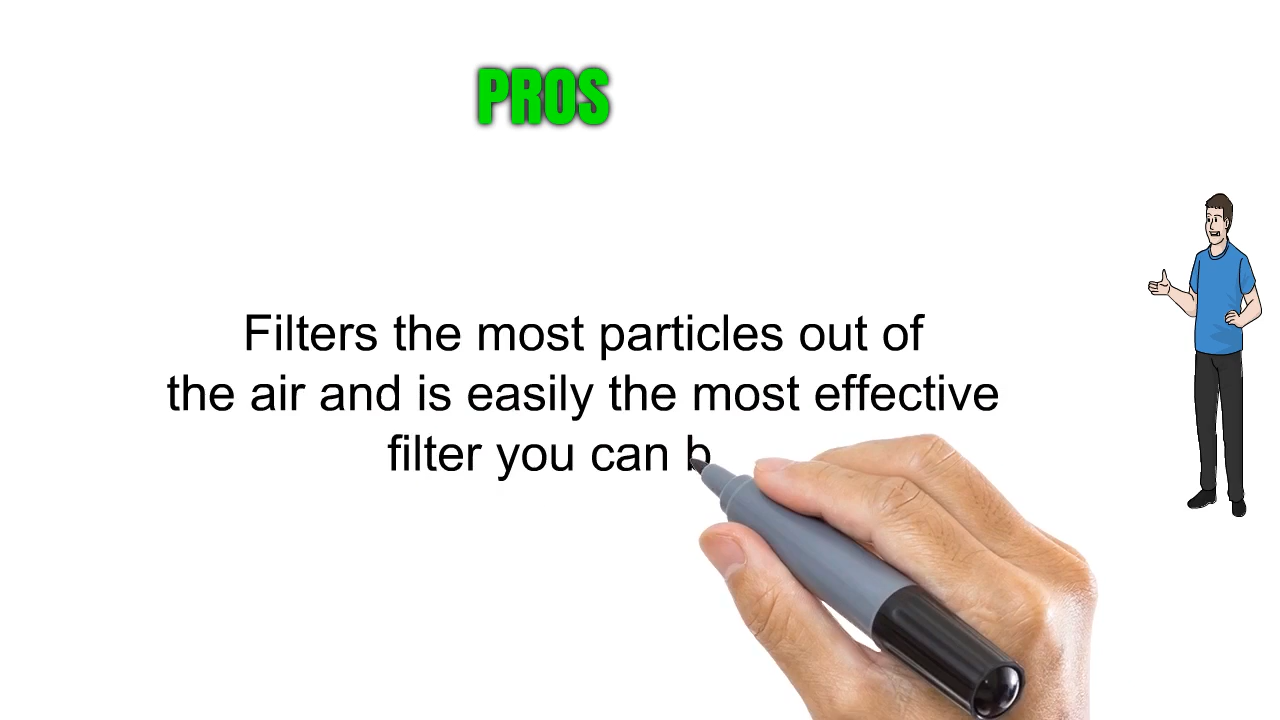 PROS
Filters the most particles out of
the air and is easily the most effective
filter you can b